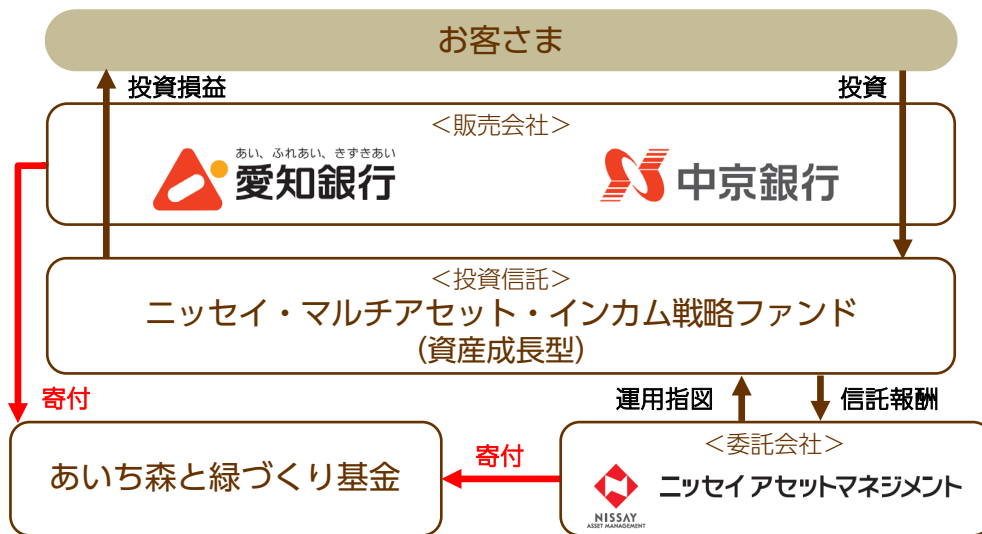 お客さま
投資損益
投資
＜販売会社＞
あい、ふれあい、きずきあい
愛知銀行
中京銀行
＜投資信託＞
ニッセイ・マルチアセット・インカム戦略ファンド
（資産成長型）
寄付
運用指図
信託報酬
あいち森と緑づくり基金
寄付
＜委託会社＞
ニッセイ アセットマネジメント
NISSAY
ASSET MANAGEMENT